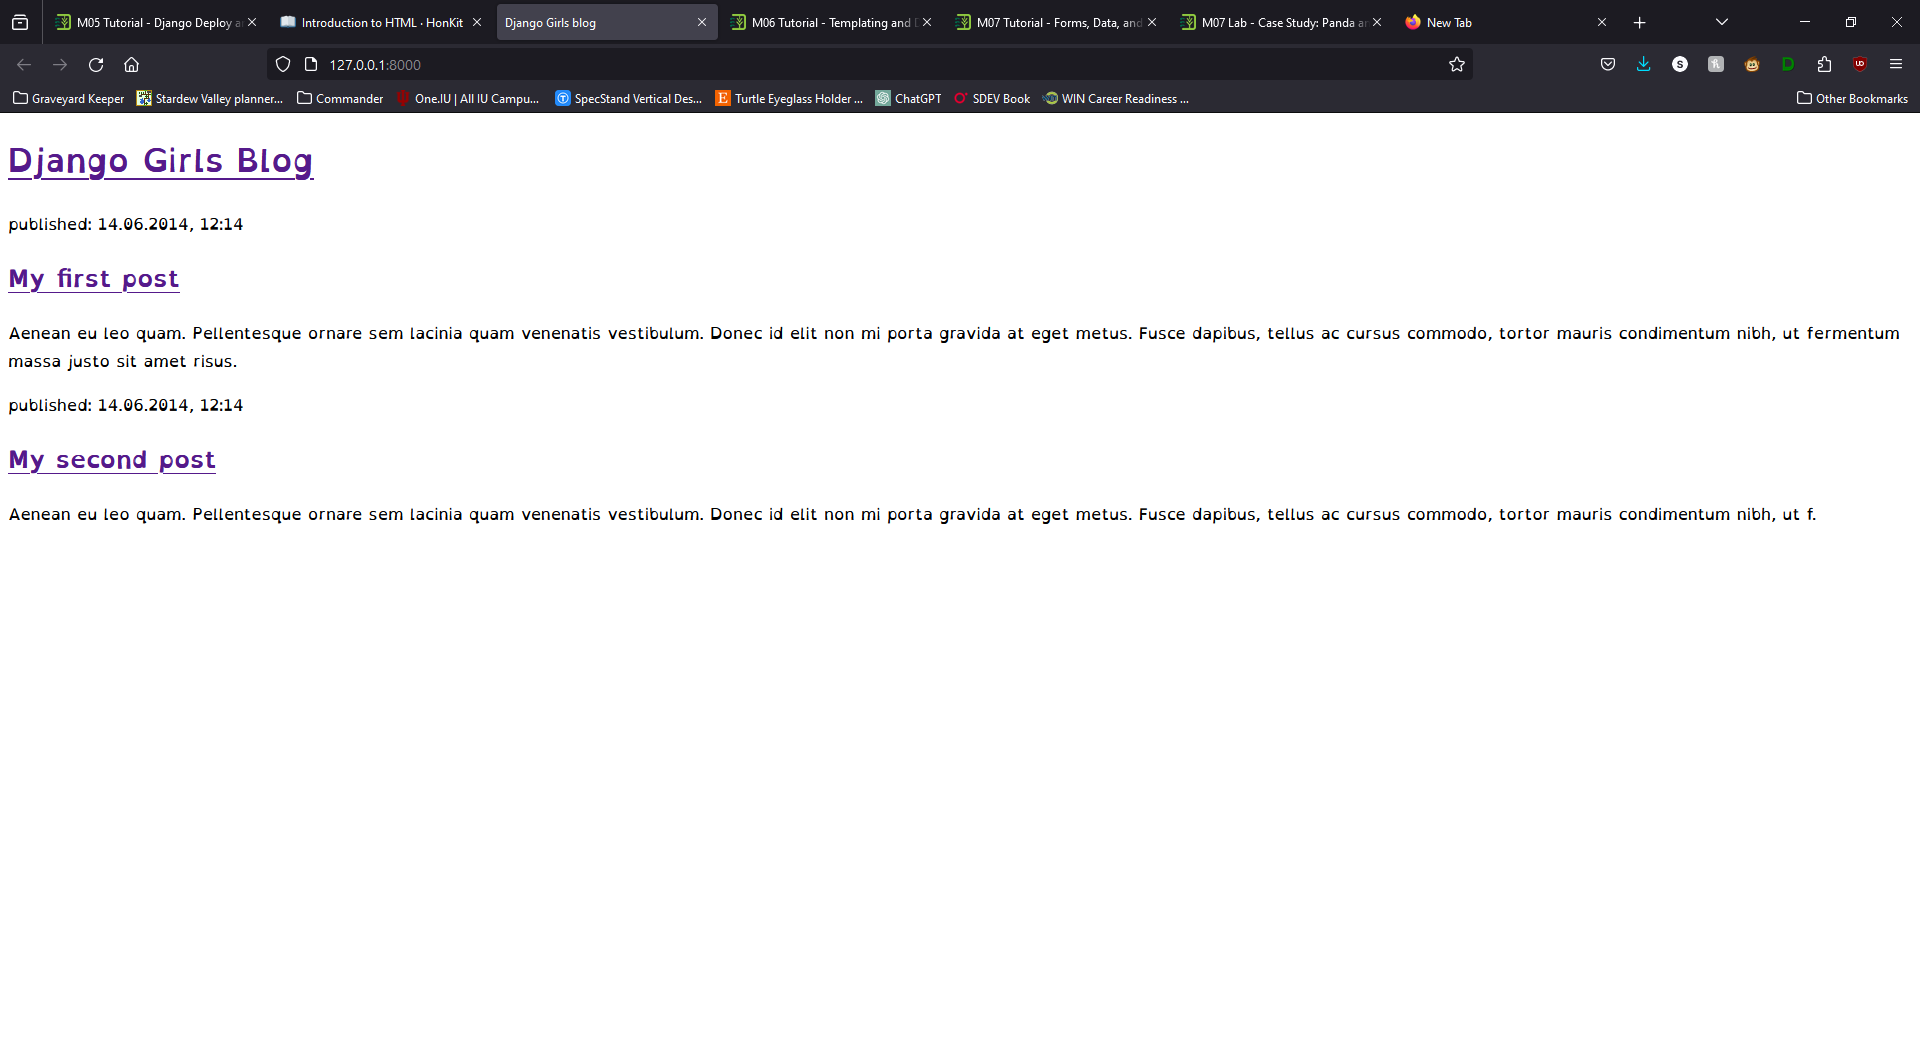 M05 Tutorial - Django Deploy a
Introduction to HTML · HonKit
Django Girls blog
M06 Tutorial - Templating and D
M07 Tutorial - Forms, Data, and
M07 Lab - Case Study: Panda a
New Tab
127.0.0.1:8000
Graveyard Keeper
Stardew Valley planner...
Commander
One.IU | All IU Campu...
SpecStand Vertical Des...
Turtle Eyeglass Holder ...
ChatGPT
SDEV Book
WIN Career Readiness ...
Other Bookmarks
Django Girls Blog
published: 14.06.2014, 12:14
My first post
Aenean eu leo quam. Pellentesque ornare sem lacinia quam venenatis vestibulum. Donec id elit non mi porta gravida at eget metus. Fusce dapibus, tellus ac cursus commodo, tortor mauris condimentum nibh, ut fermentum
massa justo sit amet risus.
published: 14.06.2014, 12:14
My second post
Aenean eu leo quam. Pellentesque ornare sem lacinia quam venenatis vestibulum. Donec id elit non mi porta gravida at eget metus. Fusce dapibus, tellus ac cursus commodo, tortor mauris condimentum nibh, ut f.